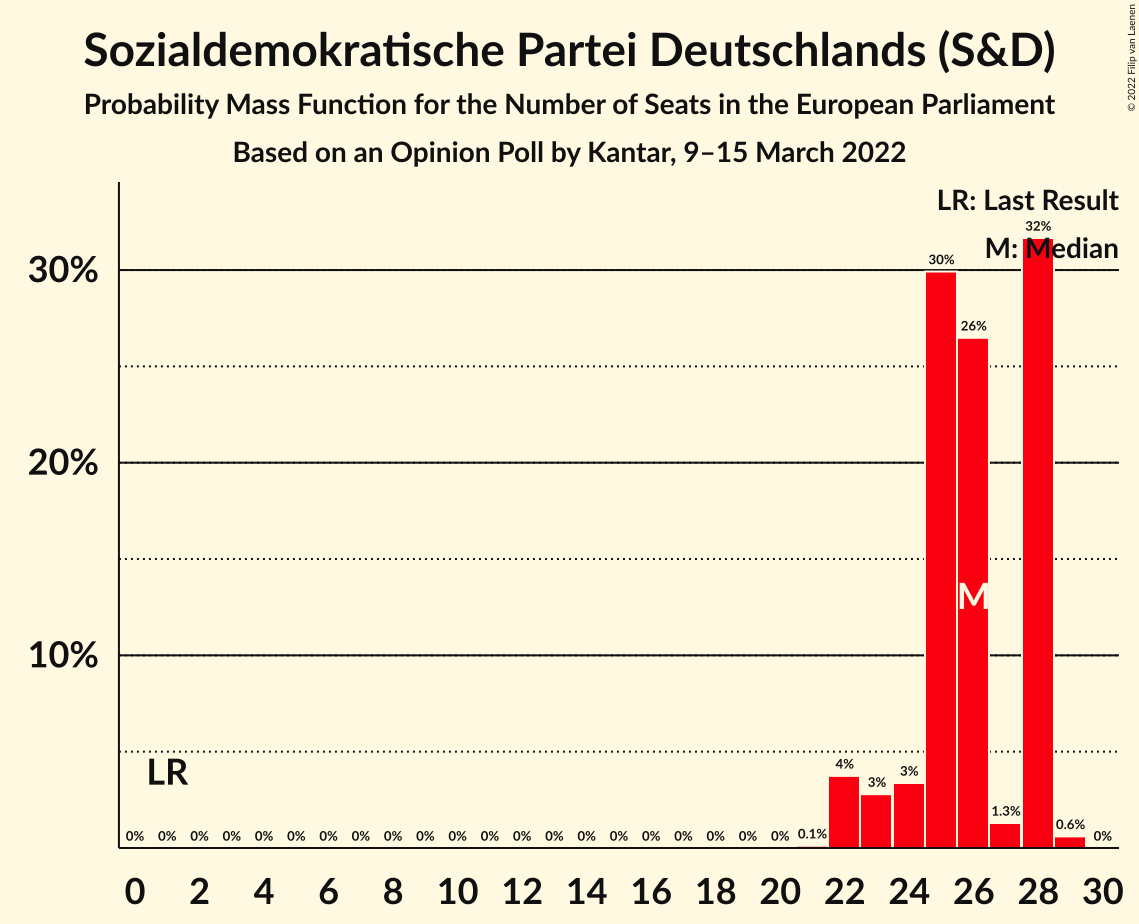 Sozialdemokratische Partei Deutschlands (S&D)
Probability Mass Function for the Number of Seats in the European Parliament
Based on an Opinion Poll by Kantar, 9–15 March 2022
© 2022 Filip van Laenen
LR: Last Result
M: Median
32%
30%
30%
26%
20%
M
10%
LR
4%
3%
3%
1.3%
0.6%
0% 0% 0% 0% 0% 0% 0% 0% 0% 0% 0% 0% 0% 0% 0% 0% 0% 0% 0% 0% 0% 0.1% 0%
0 2 4 6 8 10 12 14 16 18 20 22 24 26 28 30